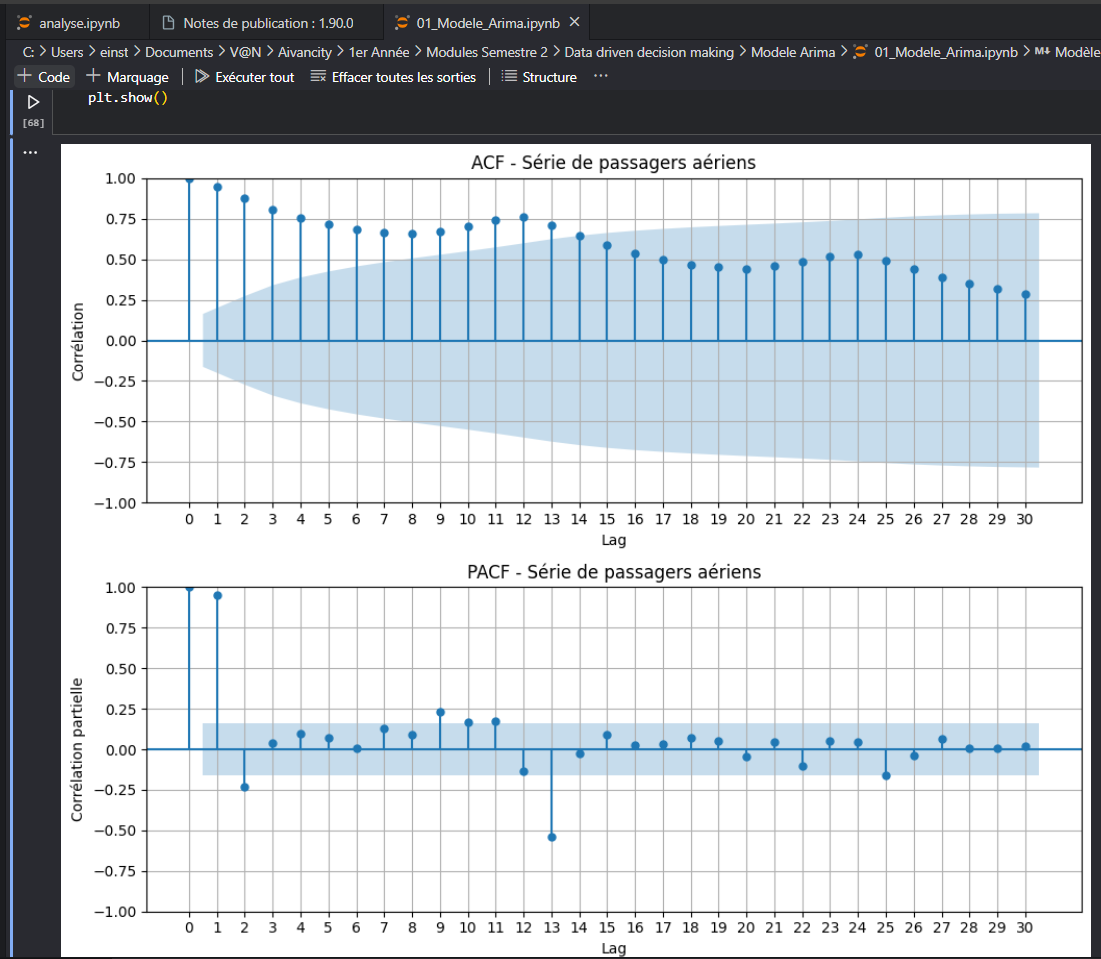 analyse.ipynb Notes de publication : 1.90.0 01_Modele_Arima.ipynb ×
C: > Users > einst > Documents > V@N > Aivancity > 1er Année > Modules Semestre 2 > Data driven decision making > Modele Arima > 01_Modele_Arima.ipynb > M↓ Modèle
+ Code + Marquage | Exécuter tout Effacer toutes les sorties | Structure ...
plt.show()
[68]
...
ACF - Série de passagers aériens
1.00
0.75
0.50
0.25
0.00
−0.25
−0.50
−0.75
−1.00
Corrélation
0 1 2 3 4 5 6 7 8 9 10 11 12 13 14 15 16 17 18 19 20 21 22 23 24 25 26 27 28 29 30
Lag
PACF - Série de passagers aériens
1.00
0.75
0.50
0.25
0.00
−0.25
−0.50
−0.75
−1.00
Corrélation partielle
0 1 2 3 4 5 6 7 8 9 10 11 12 13 14 15 16 17 18 19 20 21 22 23 24 25 26 27 28 29 30
Lag